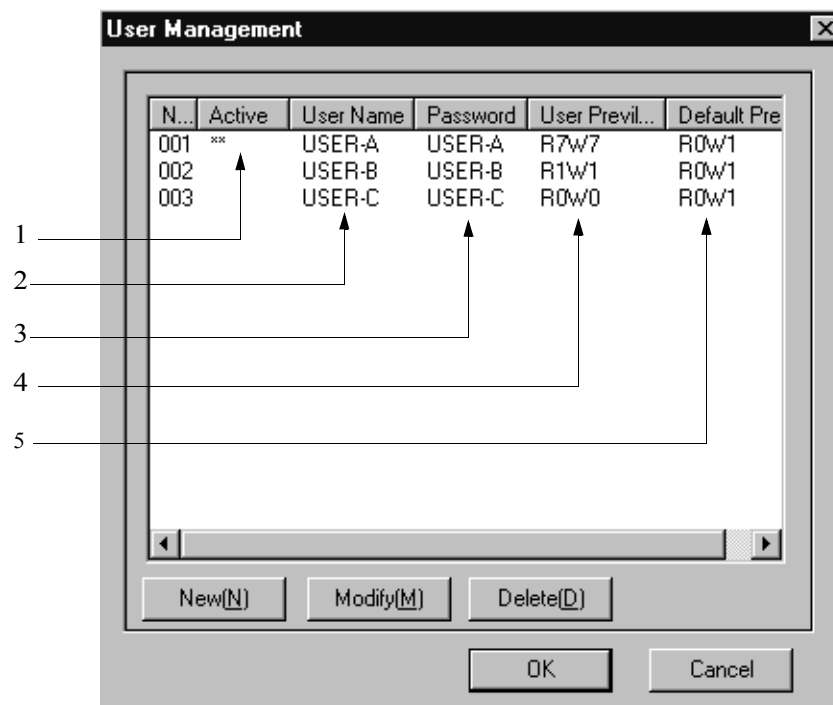 User Management
N... Active User Name Password User Previl... Default Pre
001 ** USER-A USER-A R7W7 R0W1
002 USER-B USER-B R1W1 R0W1
003 USER-C USER-C R0W0 R0W1
1
2
3
4
5
New(N) Modify(M) Delete(D)
OK Cancel